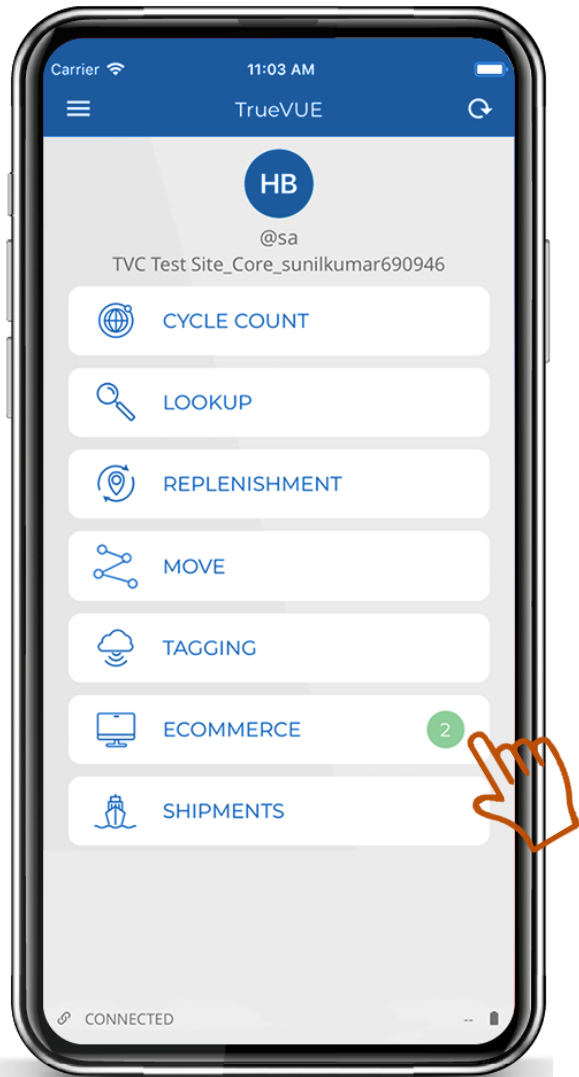 Carrier 11:03 AM
TrueVUE
HB
@sa
TVC Test Site_Core_sunilkumar690946
CYCLE COUNT
LOOKUP
REPLENISHMENT
MOVE
TAGGING
ECOMMERCE 2
SHIPMENTS
CONNECTED --